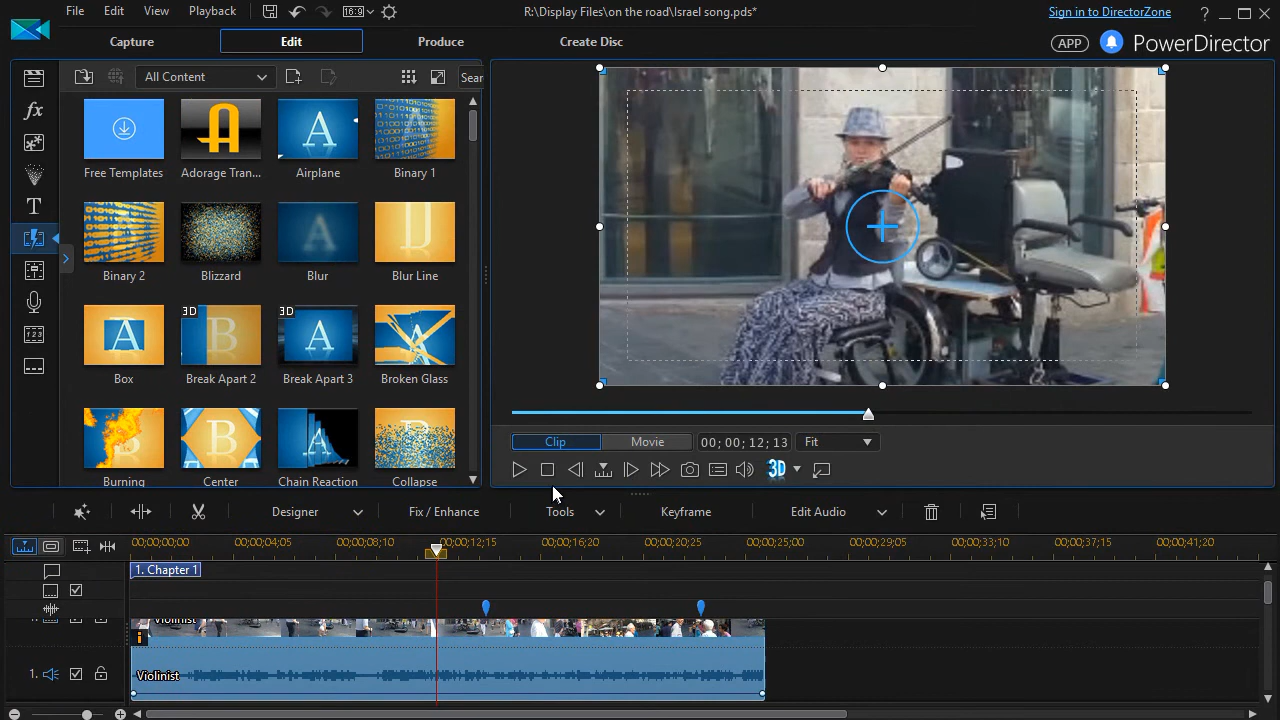 File Edit View Playback 16:9 R:\Display Files\on the road\Israel song.pds* Sign in to DirectorZone ?
Capture Edit Produce Create Disc APP PowerDirector
All Content Sear
Free Templates Adorage Tran... Airplane Binary 1
Binary 2 Blizzard Blur Blur Line
3D 3D
Box Break Apart 2 Break Apart 3 Broken Glass
Burning Center Chain Reaction Collapse
Clip Movie 00; 00; 12; 13 Fit
3D
Designer Fix / Enhance Tools Keyframe Edit Audio
00;00;00;00 00;00;04;05 00;00;08;10 00;00;12;15 00;00;16;20 00;00;20;25 00;00;25;00 00;00;29;05 00;00;33;10 00;00;37;15 00;00;41;20
1. Chapter 1
Violinist
1. Violinist